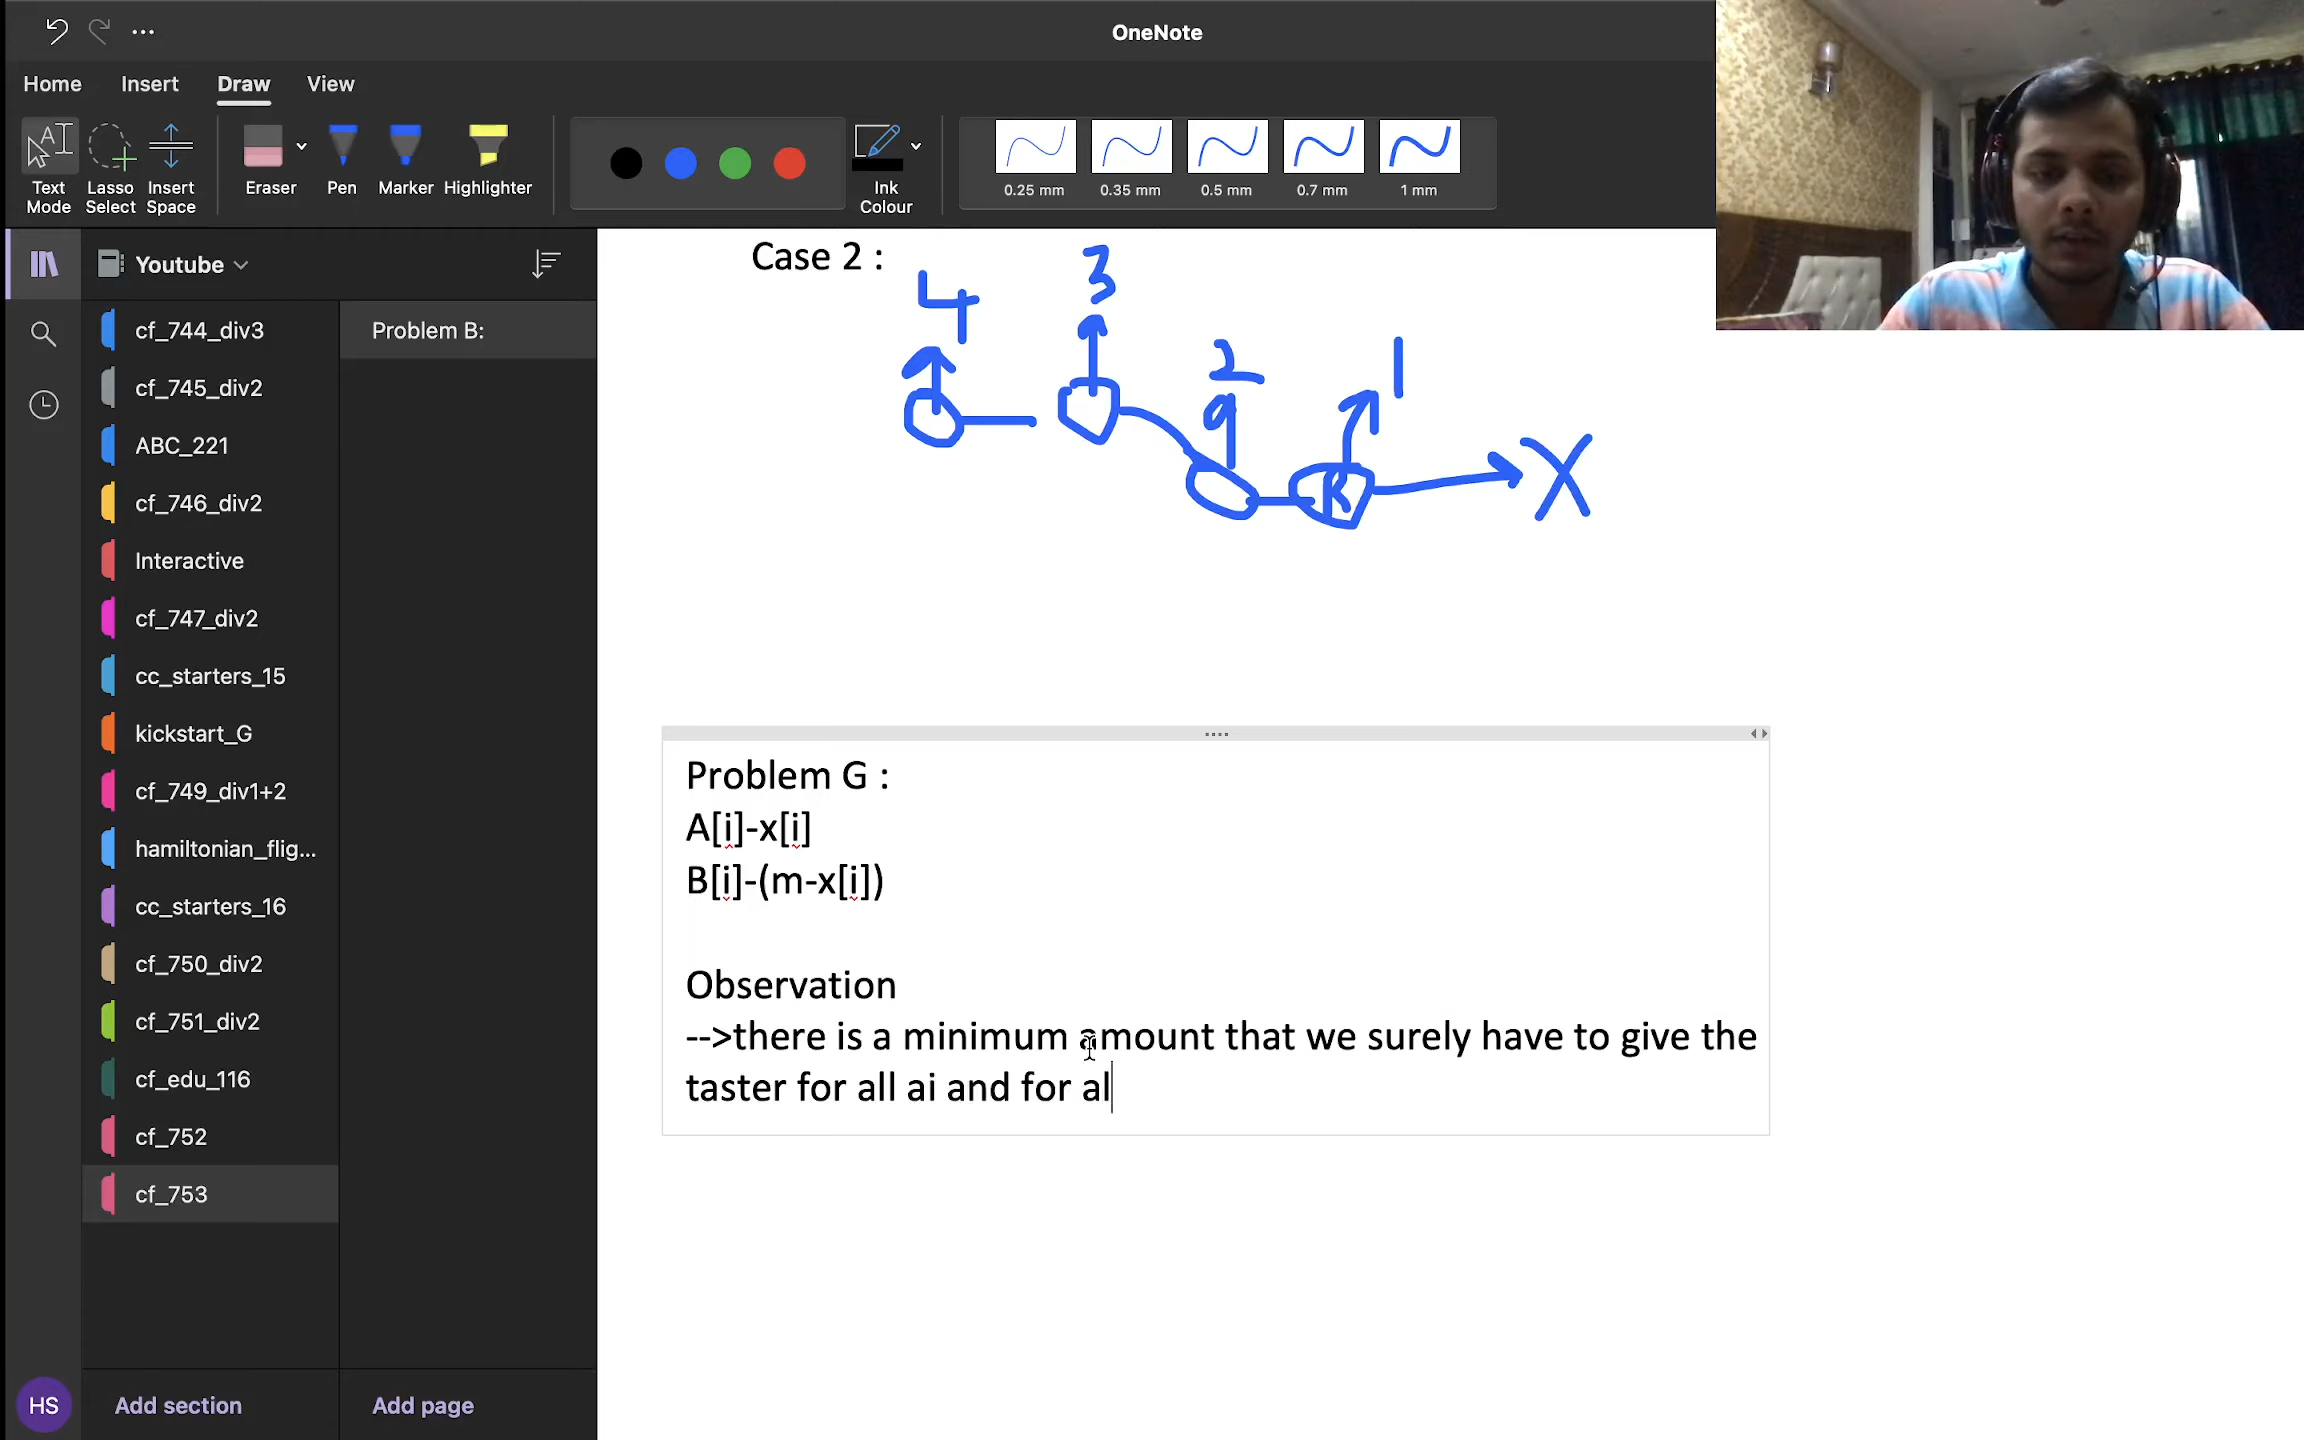 OneNote
Home Insert Draw View
Text Mode
Lasso Select
Insert Space
Eraser
Pen
Marker
Highlighter
Ink Colour
0.25 mm
0.35 mm
0.5 mm
0.7 mm
1 mm
Youtube
cf_744_div3
cf_745_div2
ABC_221
cf_746_div2
Interactive
cf_747_div2
cc_starters_15
kickstart_G
cf_749_div1+2
hamiltonian_flig...
cc_starters_16
cf_750_div2
cf_751_div2
cf_edu_116
cf_752
cf_753
Add section
HS
Problem B:
Add page
Case 2 :
4 3 2 1
R X
Problem G :
A[i]-x[i]
B[i]-(m-x[i])
Observation
-->there is a minimum amount that we surely have to give the
taster for all ai and for al